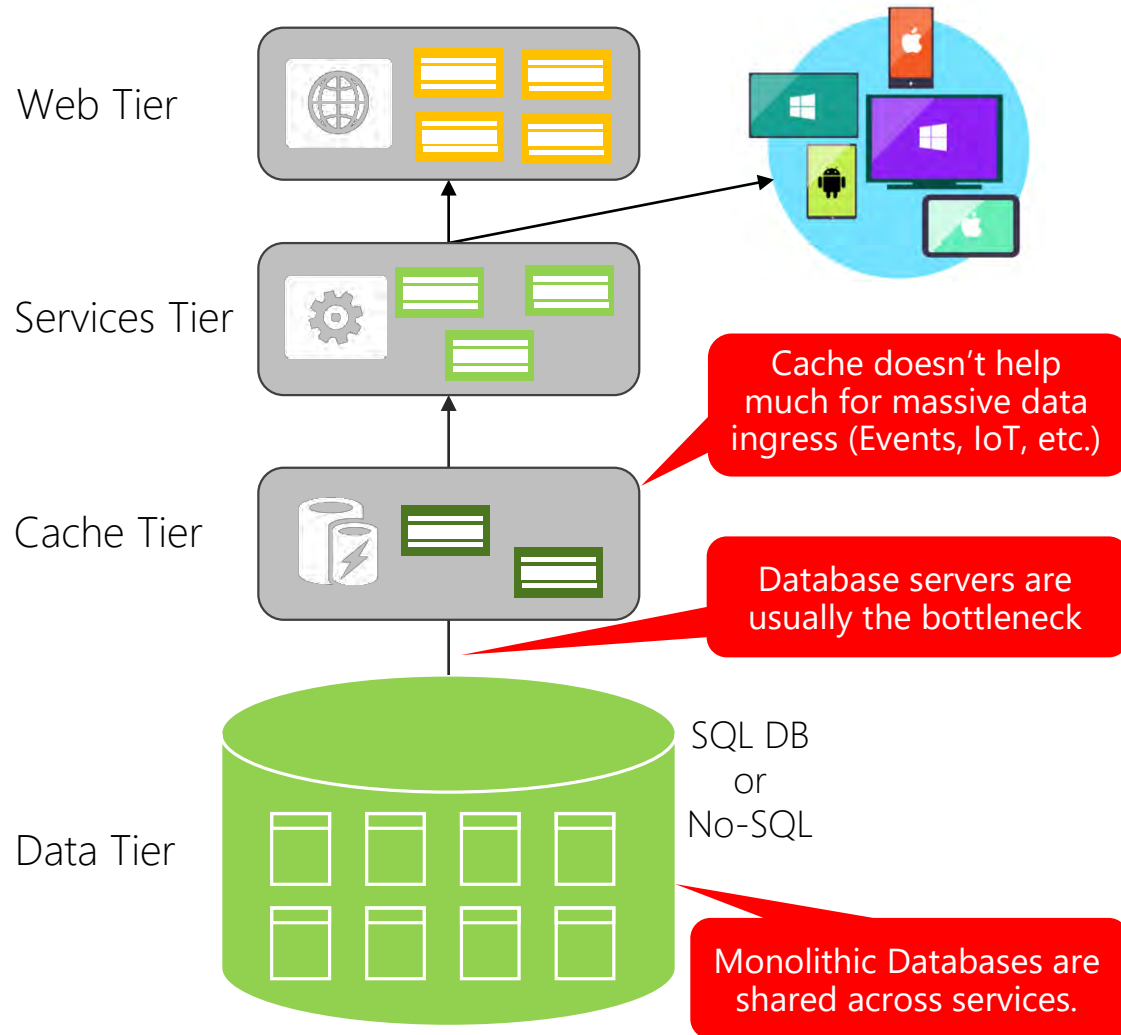 Web Tier
Services Tier
Cache doesn’t help
much for massive data
ingress (Events, IoT, etc.)
Cache Tier
Database servers are
usually the bottleneck
SQL DB
or
No-SQL
Data Tier
Monolithic Databases are
shared across services.